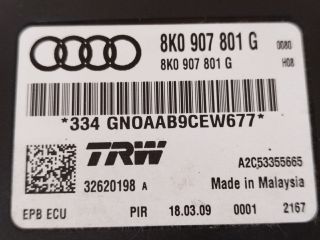 8K0 907 801 G 0080
8K0 907 801 G H08
*334 GNOAAB9CEW677*
TRW A2C53355665
32620198 A Made in Malaysia
EPB ECU PIR 18.03.09 0001 2167